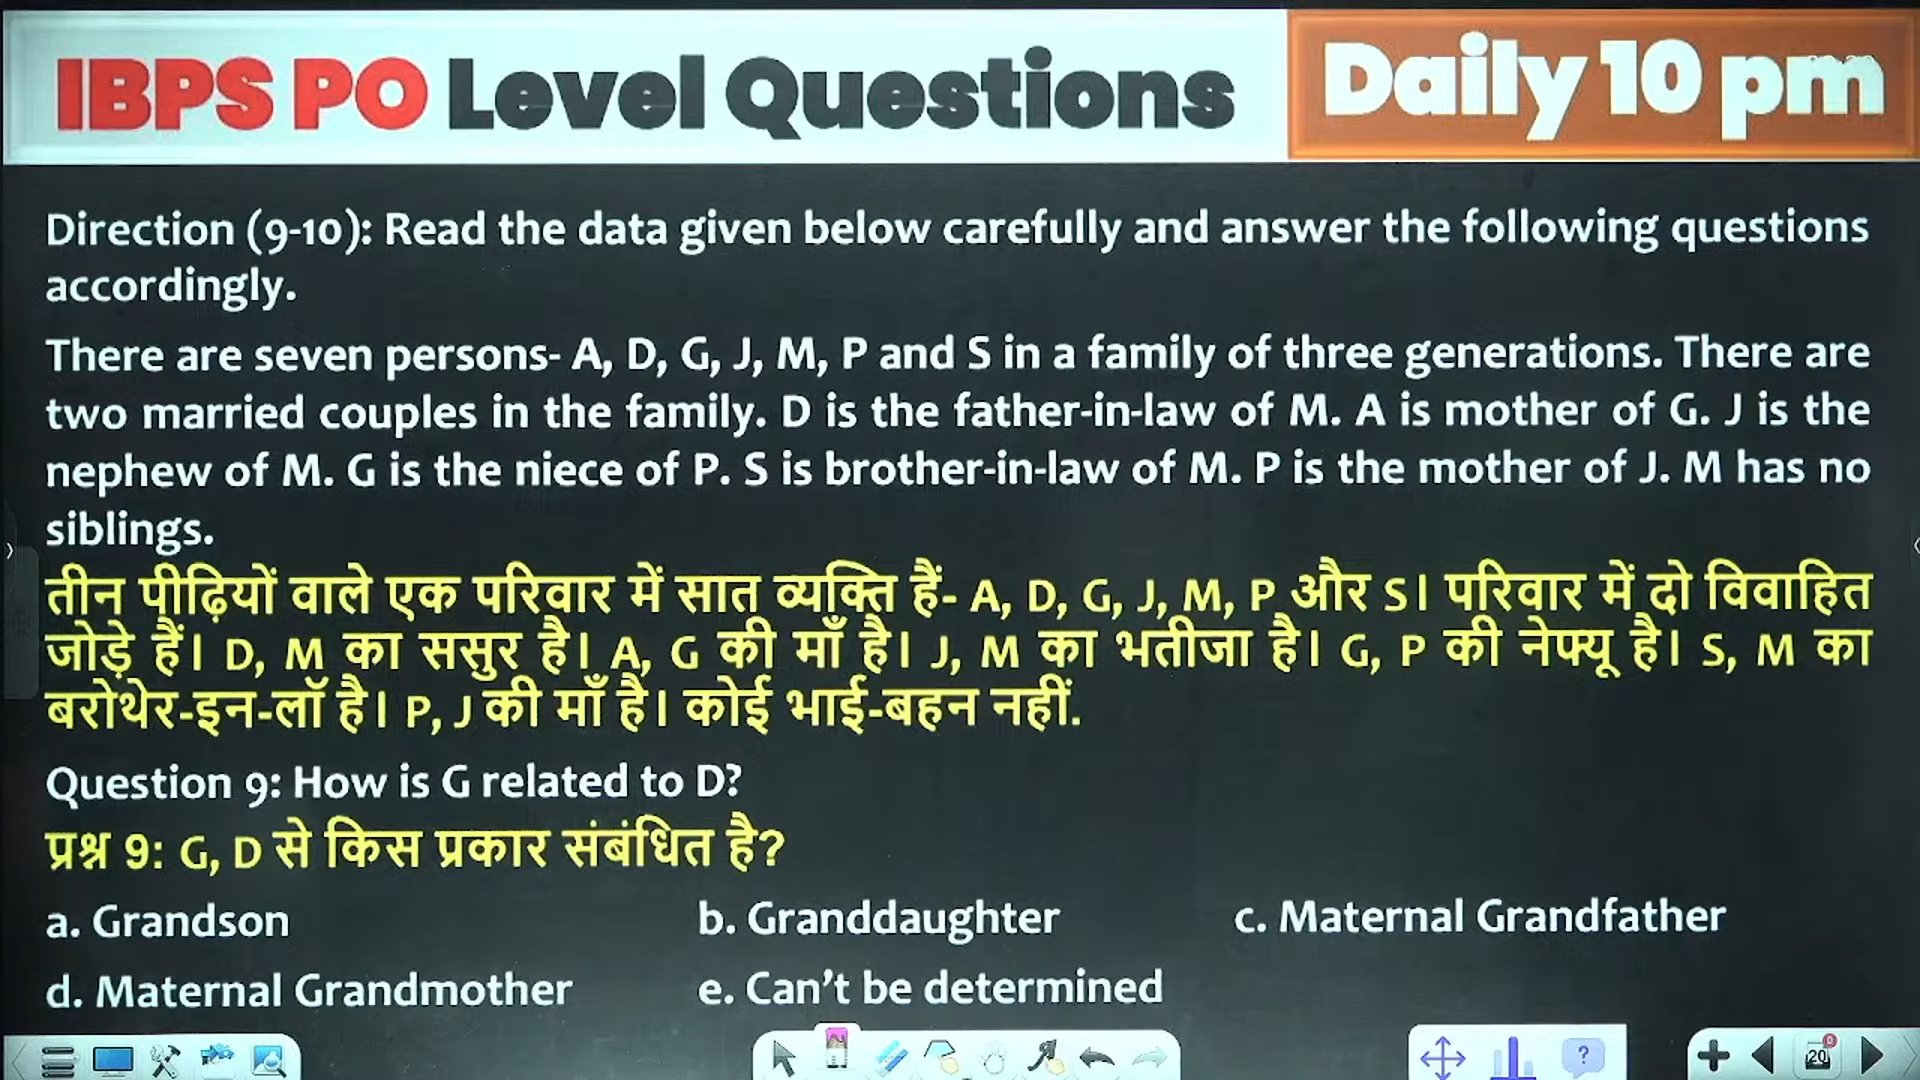 IBPS PO Level Questions
Daily 10 pm
Direction (9-10): Read the data given below carefully and answer the following questions
accordingly.
There are seven persons- A, D, G, J, M, P and S in a family of three generations. There are
two married couples in the family. D is the father-in-law of M. A is mother of G. J is the
nephew of M. G is the niece of P. S is brother-in-law of M. P is the mother of J. M has no
siblings.
तीन पीढ़ियों वाले एक परिवार में सात व्यक्ति हैं- A, D, G, J, M, P और S। परिवार में दो विवाहित
जोड़े हैं। D, M का ससुर है। A, G की माँ है। J, M का भतीजा है। G, P की नेफ्यू है। S, M का
बरोथेर-इन-लॉ है। P, J की माँ है। कोई भाई-बहन नहीं.
Question 9: How is G related to D?
प्रश्न 9: G, D से किस प्रकार संबंधित है?
a. Grandson
b. Granddaughter
c. Maternal Grandfather
d. Maternal Grandmother
e. Can't be determined
20